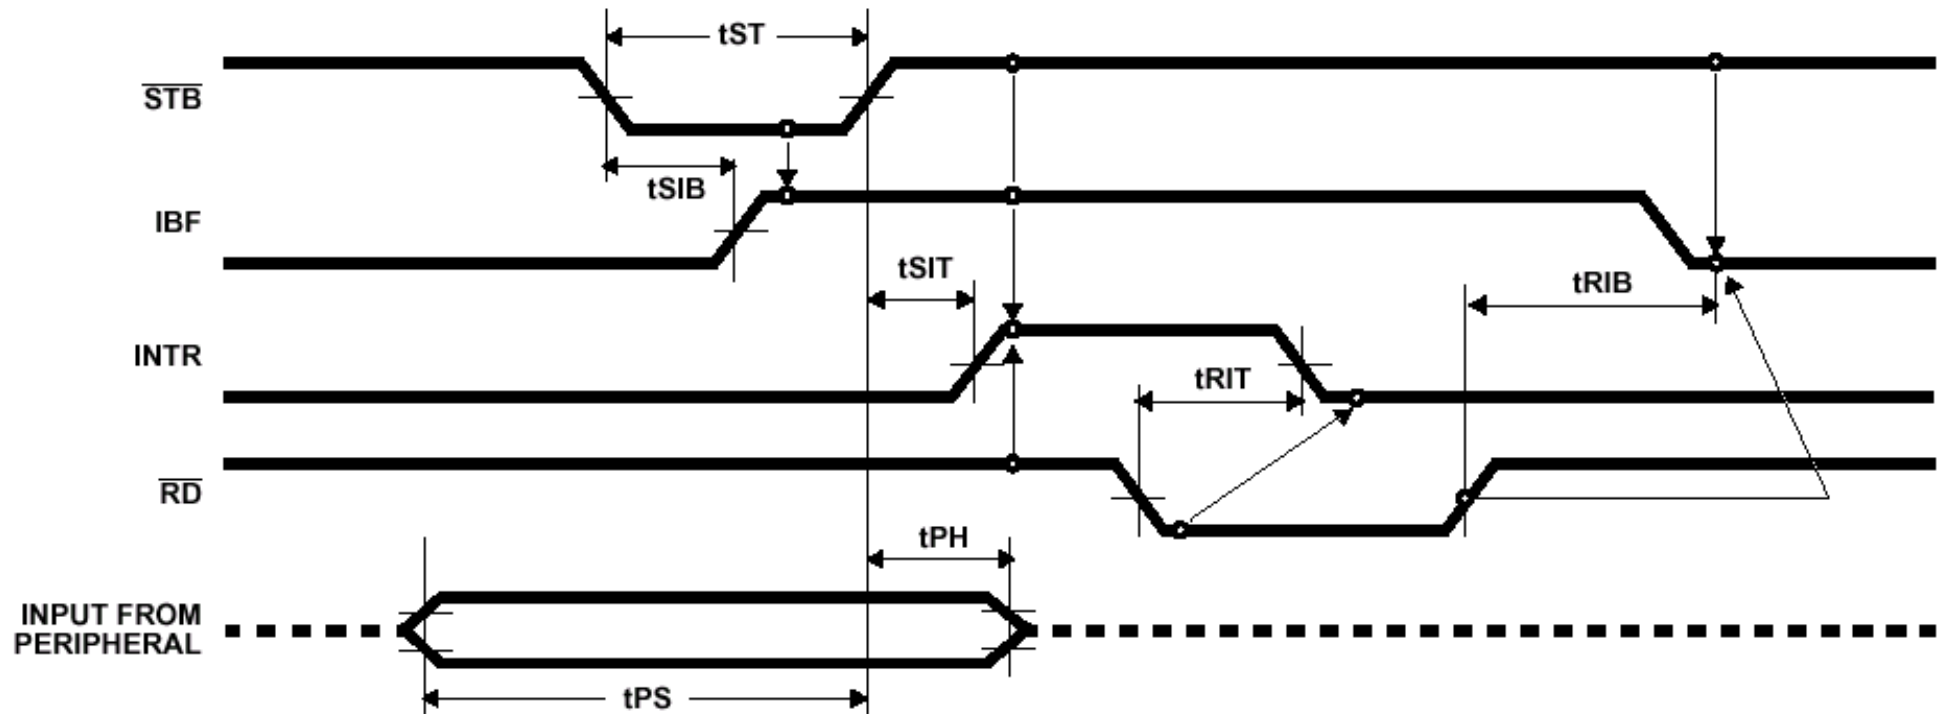 tST
STB
tSIB
IBF
tSIT
tRIB
INTR
tRIT
RD
tPH
INPUT FROM
PERIPHERAL
tPS